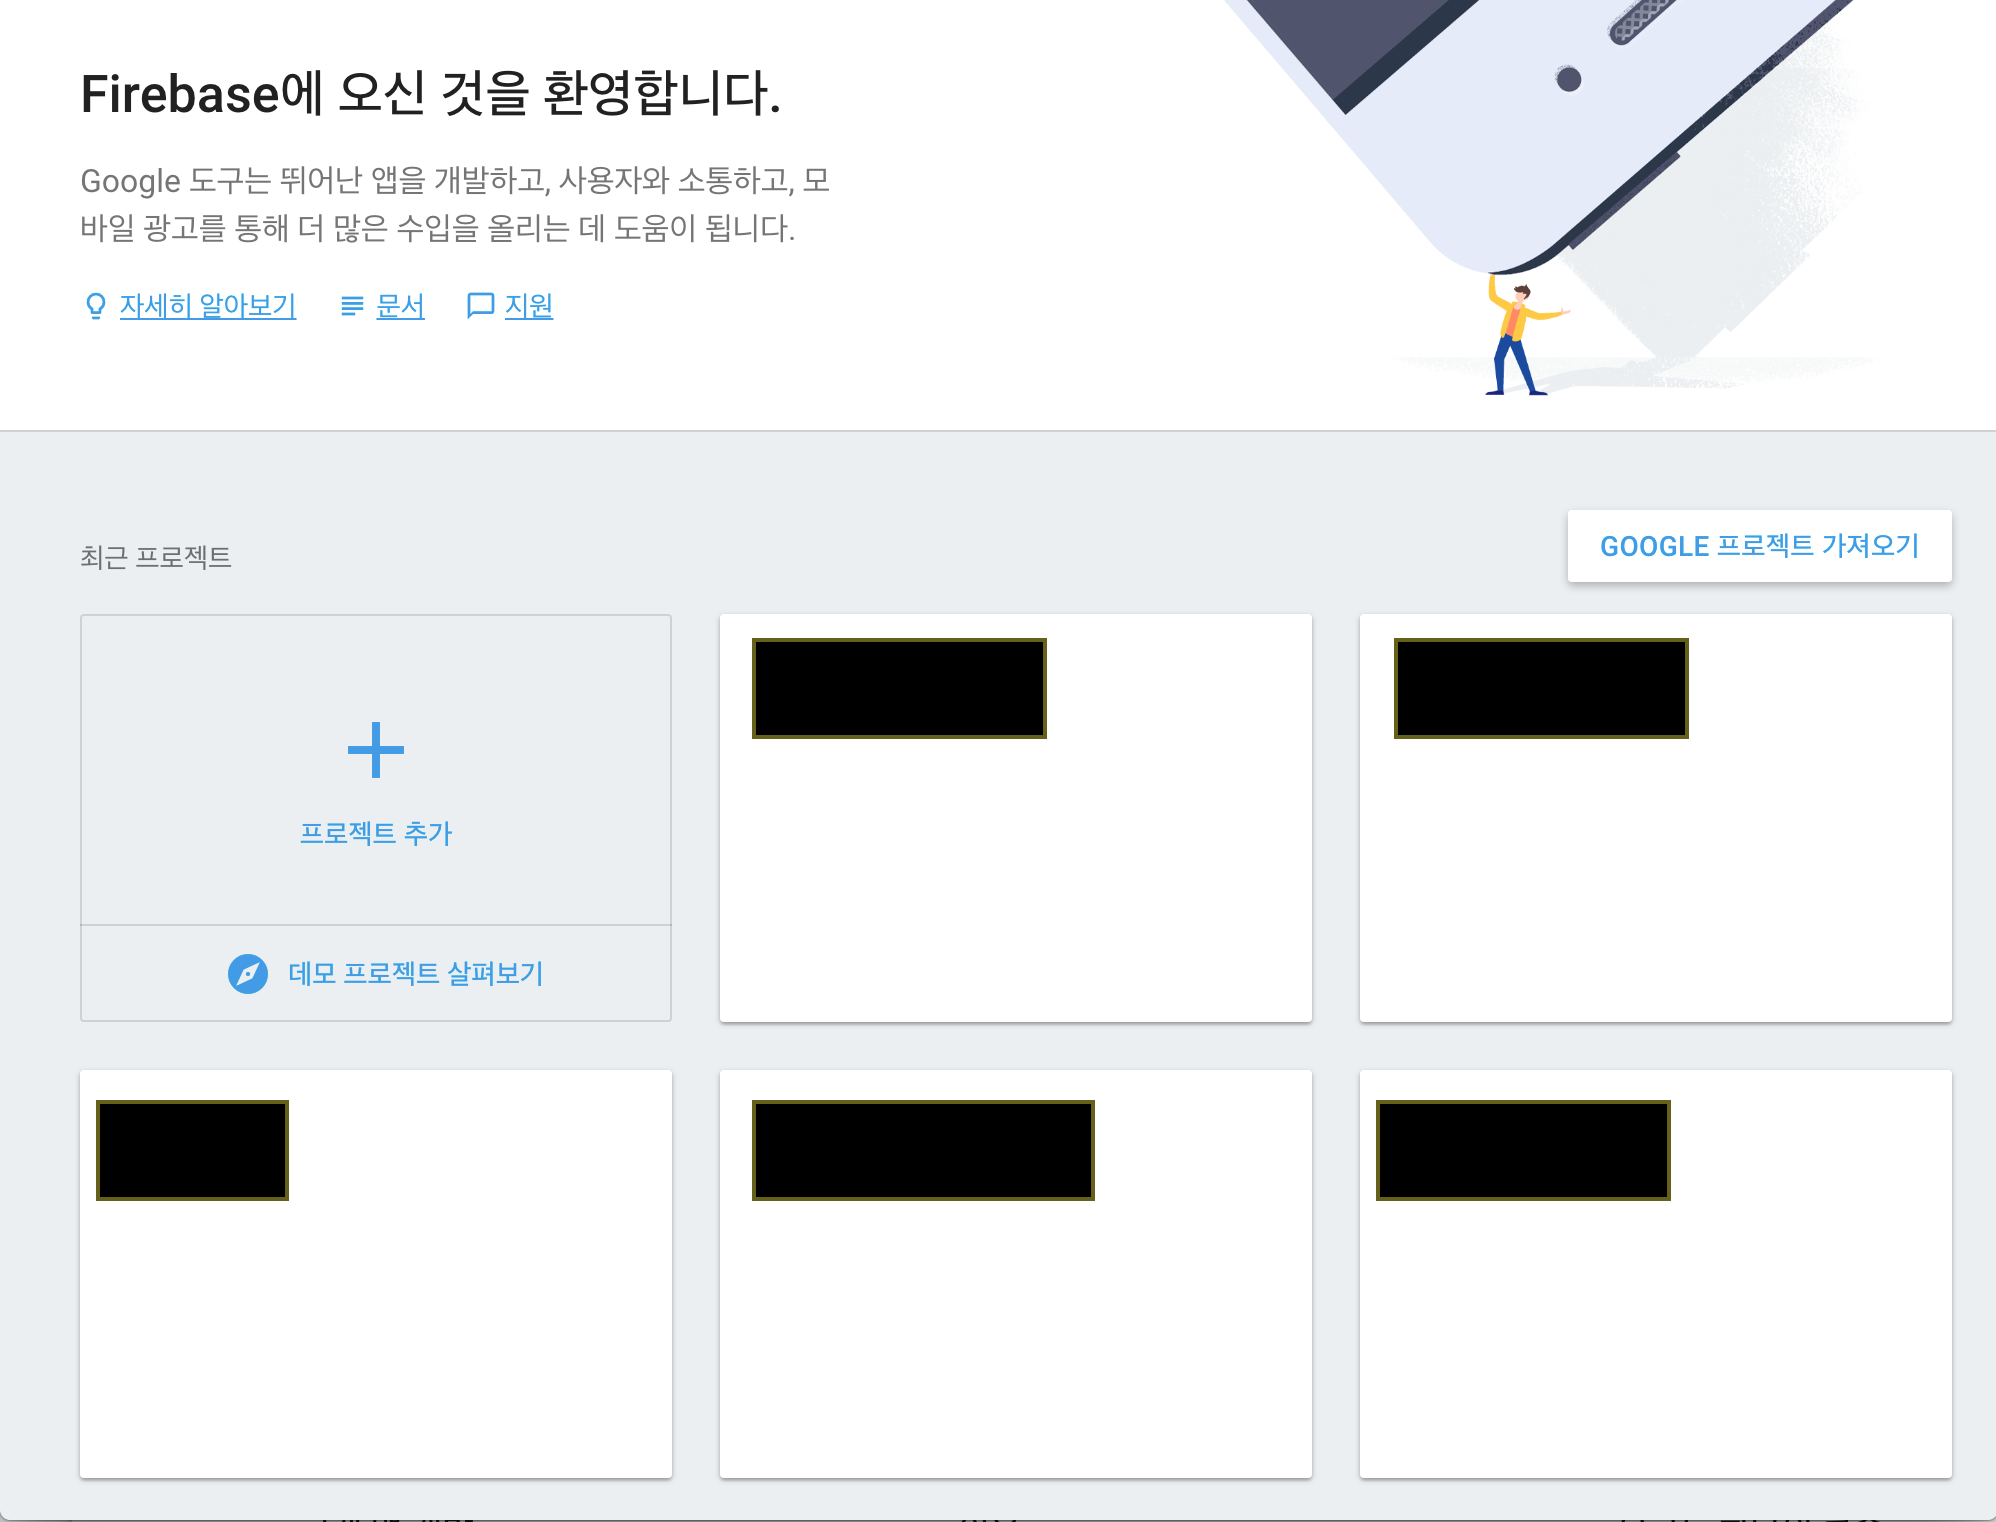 Firebase에 오신 것을 환영합니다.
Google 도구는 뛰어난 앱을 개발하고, 사용자와 소통하고, 모
바일 광고를 통해 더 많은 수입을 올리는 데 도움이 됩니다.
자세히 알아보기 문서 지원
최근 프로젝트
GOOGLE 프로젝트 가져오기
프로젝트 추가
데모 프로젝트 살펴보기